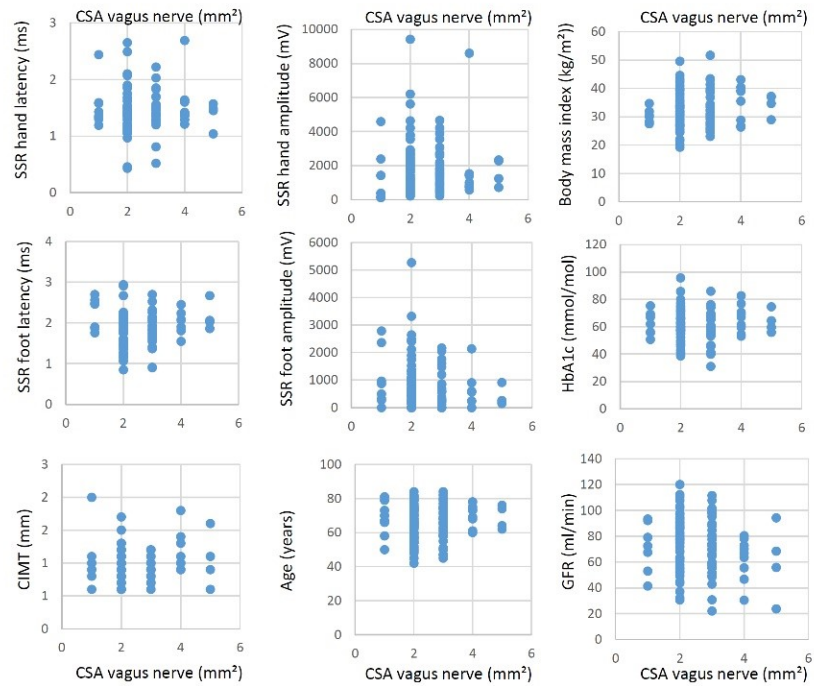 CSA vagus nerve (mm²)
SSR hand latency (ms)
3
2
1
0
0 2 4 6
CSA vagus nerve (mm²)
SSR hand amplitude (mV)
10000
8000
6000
4000
2000
0
0 2 4 6
CSA vagus nerve (mm²)
Body mass index (kg/m²))
60
50
40
30
20
10
0
0 2 4 6
SSR foot latency (ms)
4
3
2
1
0
0 2 4 6
SSR foot amplitude (mV)
6000
5000
4000
3000
2000
1000
0
0 2 4 6
HbA1c (mmol/mol)
120
100
80
60
40
20
0
0 2 4 6
CIMT (mm)
3
2
2
1
1
0
0 2 4 6
CSA vagus nerve (mm²)
Age (years)
100
80
60
40
20
0
0 2 4 6
CSA vagus nerve (mm²)
GFR (ml/min)
140
120
100
80
60
40
20
0
0 2 4 6
CSA vagus nerve (mm²)